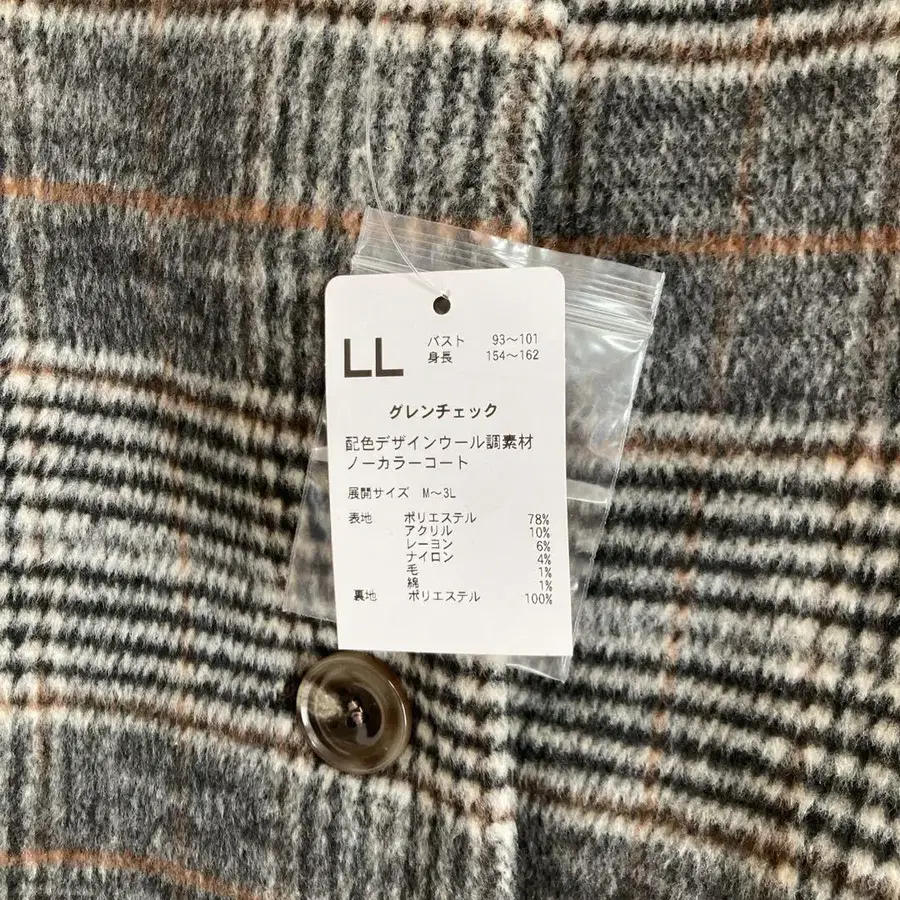 LL
バスト 93～101
身長 154～162
グレンチェック
配色デザインウール調素材
ノーカラーコート
展開サイズ M～3L
表地 ポリエステル 78%
アクリル 10%
レーヨン 6%
ナイロン 4%
毛 1%
綿 1%
裏地 ポリエステル 100%